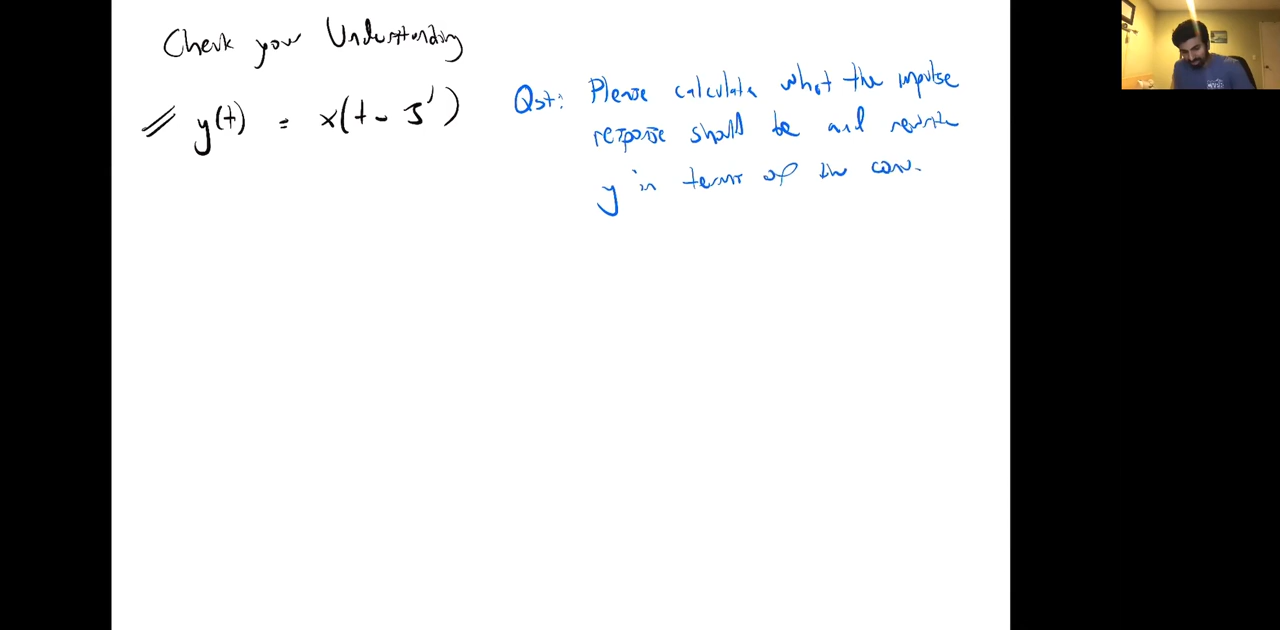 Check your Understanding
y(t) = x(t - 5)
Qst: Please calculate what the impulse
response should be and rewrite
y in terms of the conv.